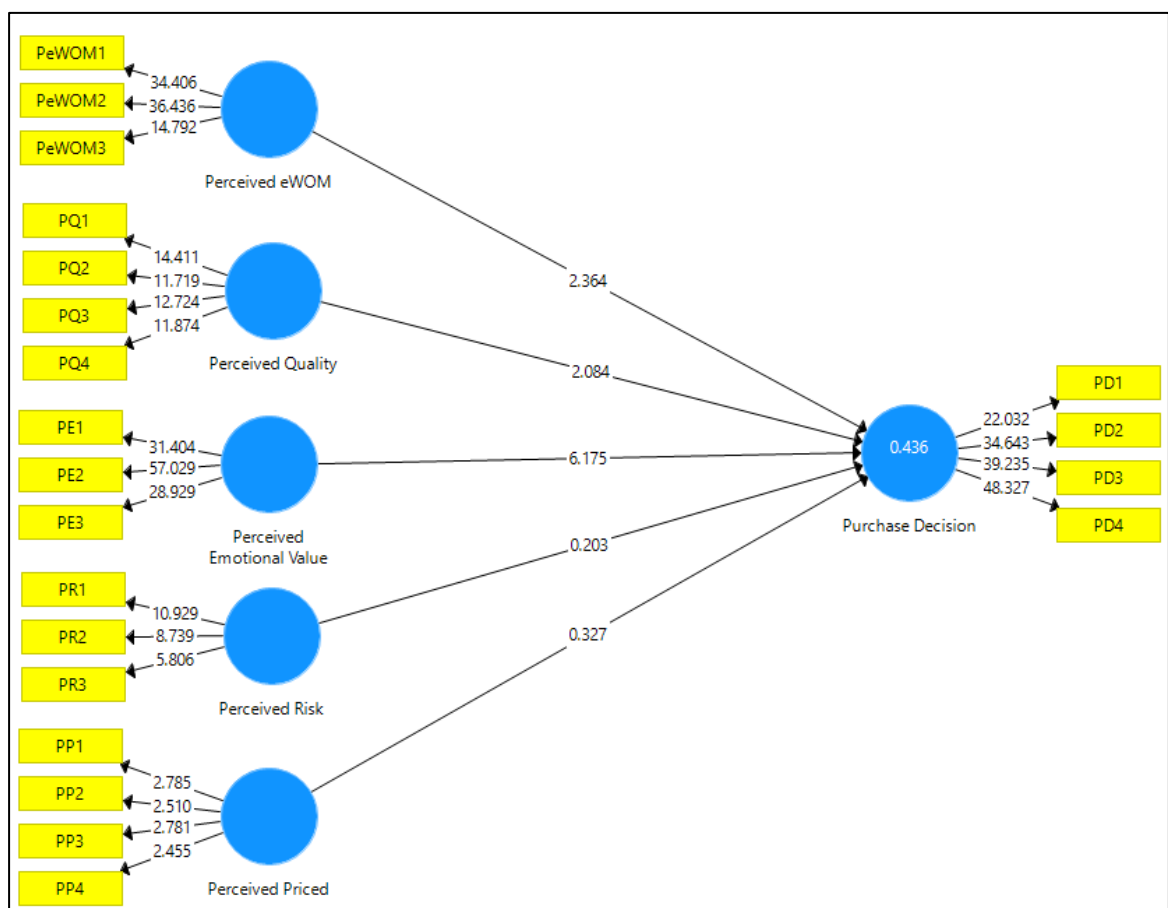 PeWOM1
34.406
PeWOM2
36.436
PeWOM3
14.792
Perceived eWOM
2.364
PQ1
14.411
PQ2
11.719
PQ3
12.724
PQ4
11.874
Perceived Quality
2.084
PE1
31.404
PE2
57.029
PE3
28.929
Perceived
Emotional Value
6.175
PR1
10.929
PR2
8.739
PR3
5.806
Perceived Risk
0.203
PP1
2.785
PP2
2.510
PP3
2.781
PP4
2.455
Perceived Priced
0.327
0.436
Purchase Decision
PD1
22.032
PD2
34.643
PD3
39.235
PD4
48.327